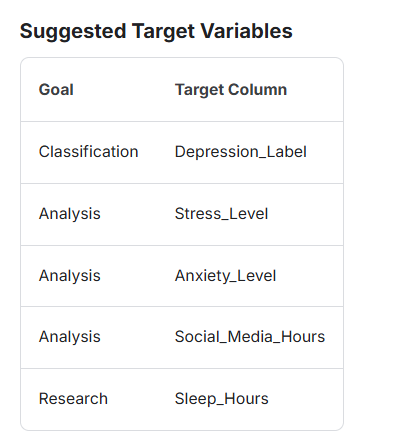 Suggested Target Variables
Goal Target Column
Classification Depression_Label
Analysis Stress_Level
Analysis Anxiety_Level
Analysis Social_Media_Hours
Research Sleep_Hours